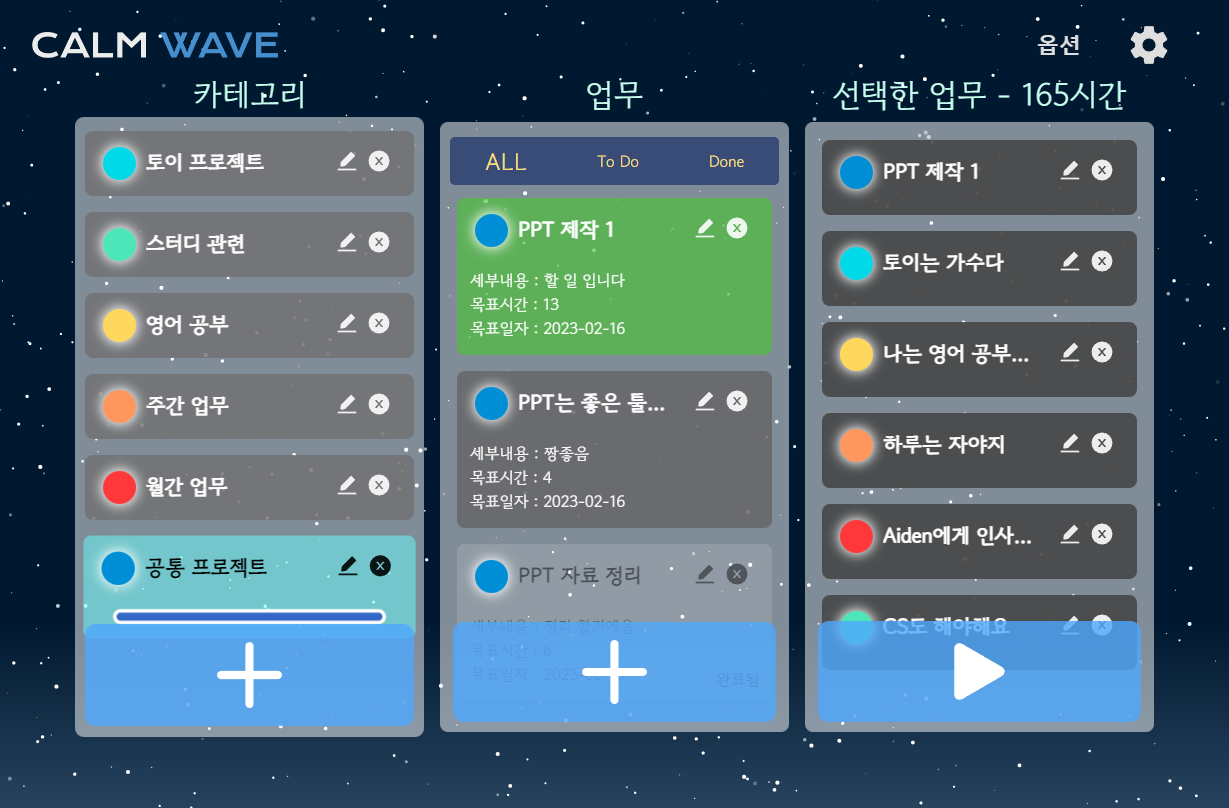 CALM WAVE
옵션
카테고리
토이 프로젝트
스터디 관련
영어 공부
주간 업무
월간 업무
공통 프로젝트
업무
ALL To Do Done
PPT 제작 1
세부내용 : 할 일 입니다
목표시간 : 13
목표일자 : 2023-02-16
PPT는 좋은 툴...
세부내용 : 짱좋음
목표시간 : 4
목표일자 : 2023-02-16
PPT 자료 정리
세부내용 :
목표시간 : 6
목표일자 :
완료됨
선택한 업무 - 165시간
PPT 제작 1
토이는 가수다
나는 영어 공부...
하루는 자야지
Aiden에게 인사...
CS도 해야해요